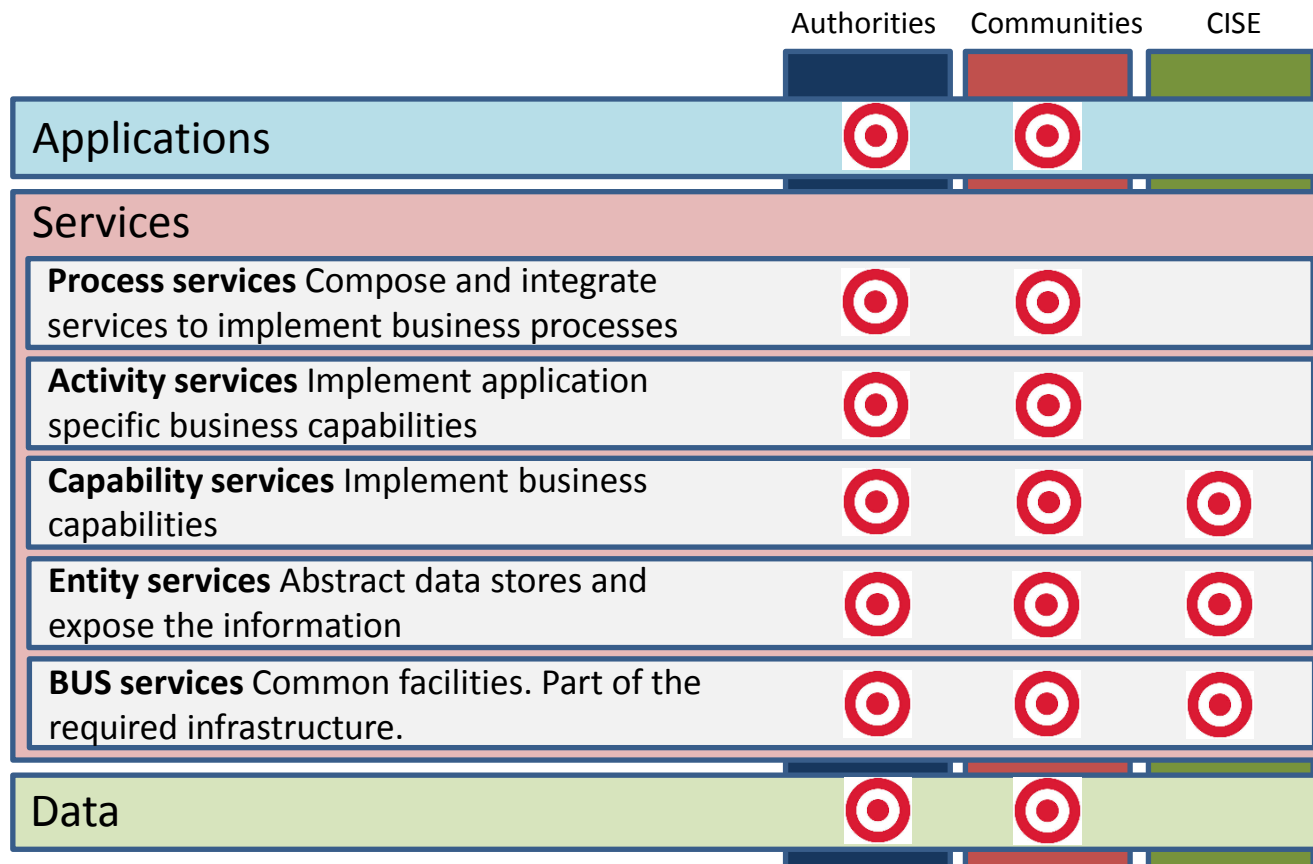 Authorities Communities CISE
Applications
Services
Process services Compose and integrate
services to implement business processes
Activity services Implement application
specific business capabilities
Capability services Implement business
capabilities
Entity services Abstract data stores and
expose the information
BUS services Common facilities. Part of the
required infrastructure.
Data